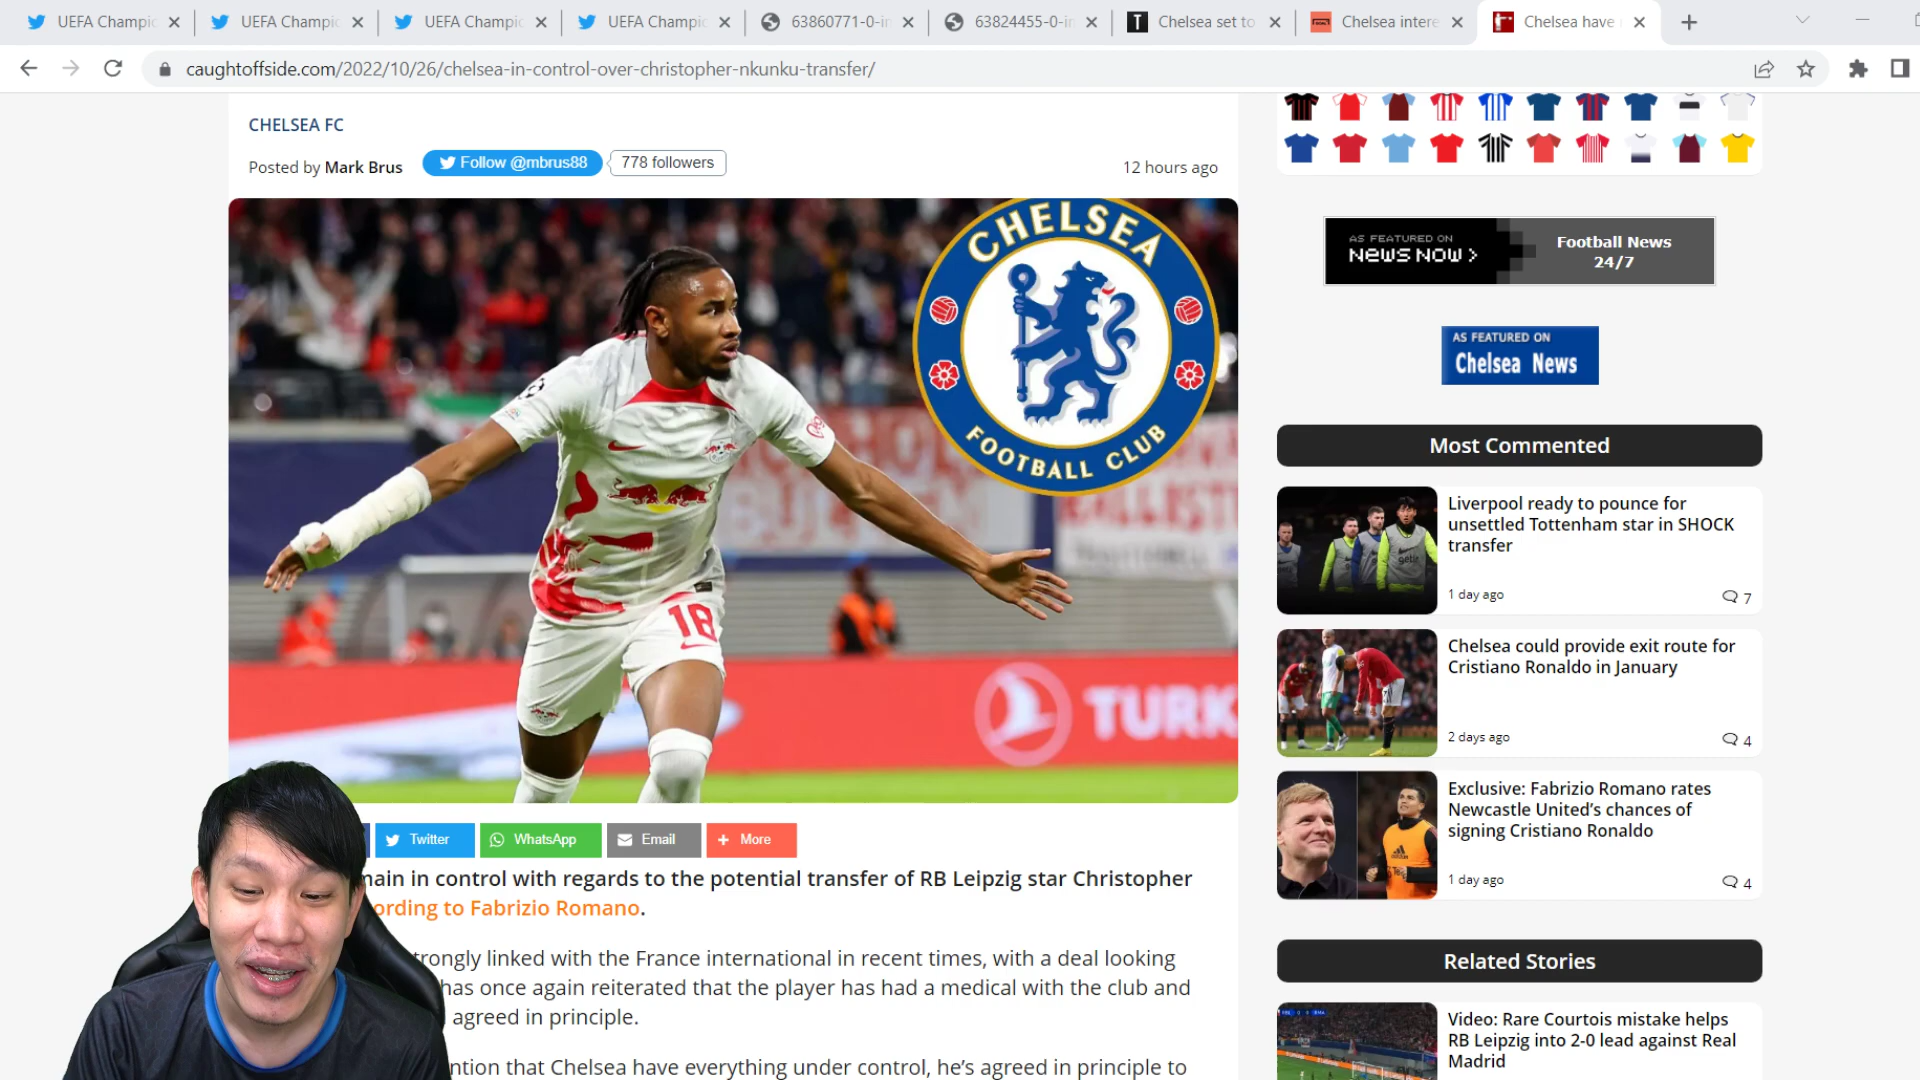 UEFA Champic
UEFA Champic
UEFA Champic
UEFA Champic
63860771-0-in
63824455-0-in
Chelsea set to
Chelsea intere
Chelsea have
caughtoffside.com/2022/10/26/chelsea-in-control-over-christopher-nkunku-transfer/
CHELSEA FC
Posted by Mark Brus
Follow @mbrus88
778 followers
12 hours ago
CHELSEA
FOOTBALL CLUB
18
TURK
Twitter
WhatsApp
Email
More
main in control with regards to the potential transfer of RB Leipzig star Christopher
ording to Fabrizio Romano.
trongly linked with the France international in recent times, with a deal looking
has once again reiterated that the player has had a medical with the club and
agreed in principle.
ntion that Chelsea have everything under control, he's agreed in principle to
AS FEATURED ON
NEWS NOW >
Football News
24/7
AS FEATURED ON
Chelsea News
Most Commented
Liverpool ready to pounce for
unsettled Tottenham star in SHOCK
transfer
1 day ago
7
Chelsea could provide exit route for
Cristiano Ronaldo in January
2 days ago
4
Exclusive: Fabrizio Romano rates
Newcastle United's chances of
signing Cristiano Ronaldo
1 day ago
4
Related Stories
Video: Rare Courtois mistake helps
RB Leipzig into 2-0 lead against Real
Madrid